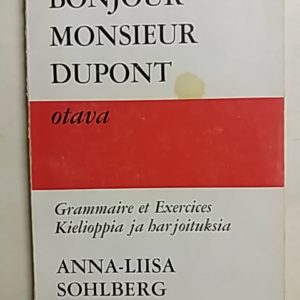 BONJOUR
MONSIEUR
DUPONT
otava
Grammaire et Exercices
Kielioppia ja harjoituksia
ANNA-LIISA
SOHLBERG